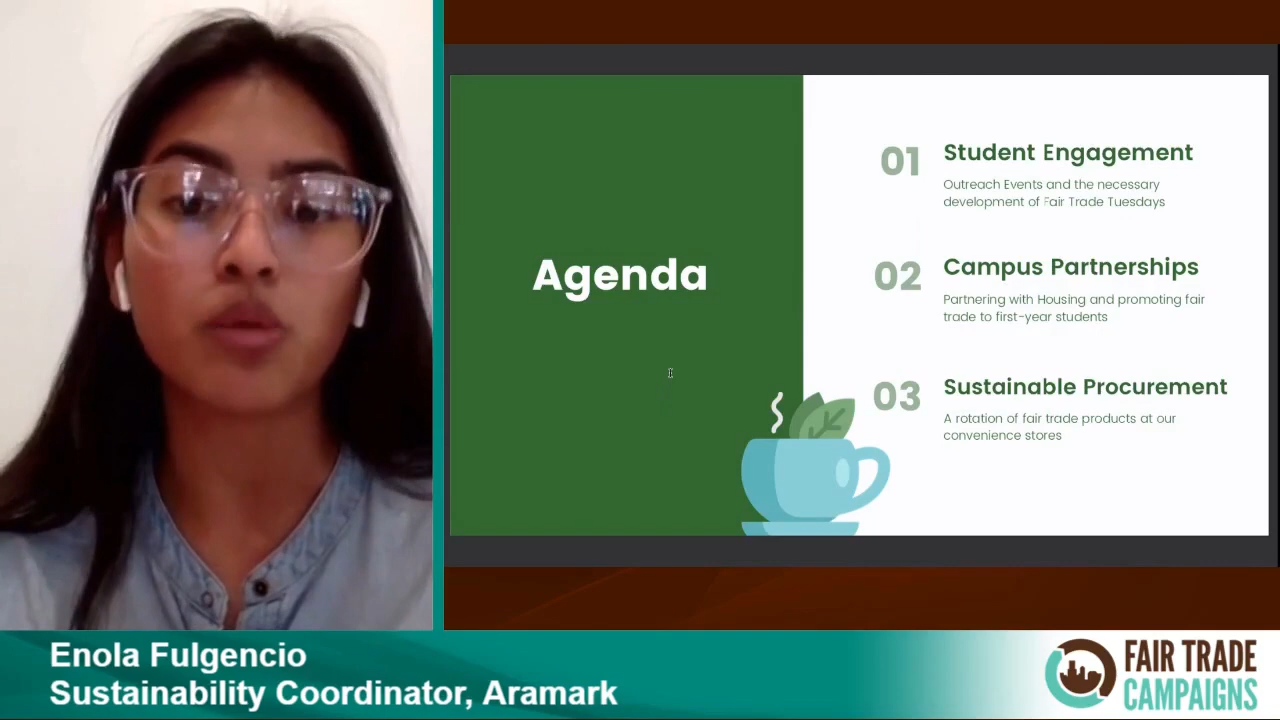 Agenda
01
Student Engagement
Outreach Events and the necessary
development of Fair Trade Tuesdays
02
Campus Partnerships
Partnering with Housing and promoting fair
trade to first-year students
03
Sustainable Procurement
A rotation of fair trade products at our
convenience stores
Enola Fulgencio
Sustainability Coordinator, Aramark
FAIR TRADE
CAMPAIGNS